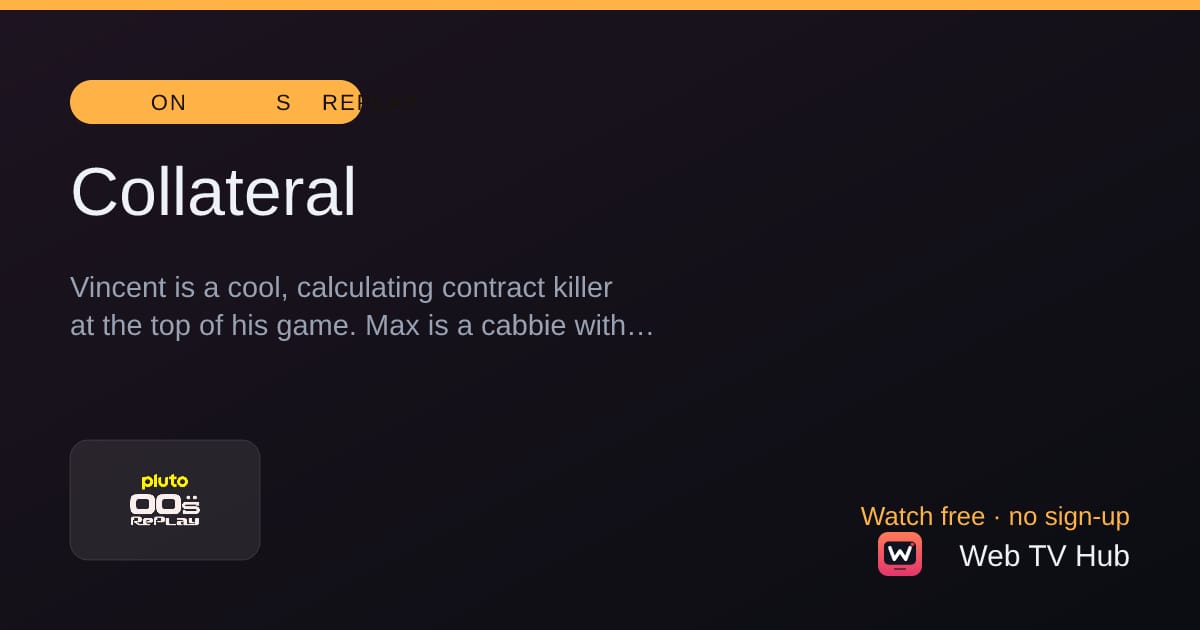 ON S REPLAY
Collateral
Vincent is a cool, calculating contract killer
at the top of his game. Max is a cabbie with…
pluto
00s
RePLay
Watch free · no sign-up
W
Web TV Hub